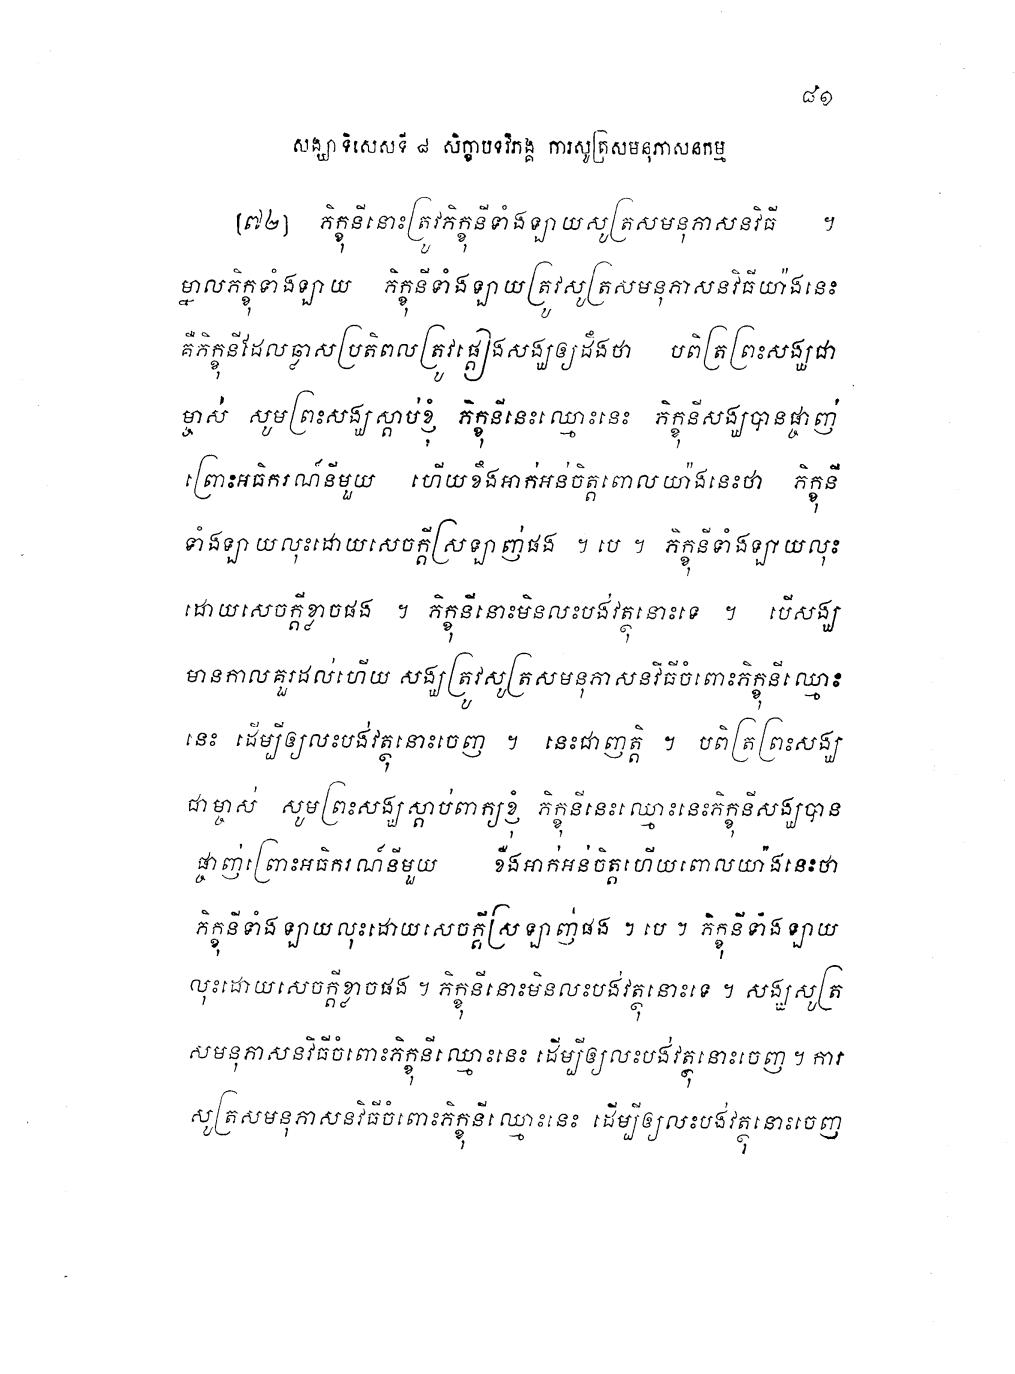 ៨១
សង្ឃាទិសេសទី ៨ សិក្ខាបទវិភង្គ ការសូត្រសមនុភាសនកម្ម
[៧២] ភិក្ខុនីនោះត្រូវភិក្ខុនីទាំងឡាយសូត្រសមនុភាសនវិធី ។
ម្នាលភិក្ខុទាំងឡាយ ភិក្ខុនីទាំងឡាយត្រូវសូត្រសមនុភាសនវិធីយ៉ាងនេះ
គឺភិក្ខុនីដែលឆ្លាសប្រតិពលត្រូវផ្តៀងសង្ឃឲ្យដឹងថា បពិត្រព្រះសង្ឃជា
ម្ចាស់ សូមព្រះសង្ឃស្តាប់ខ្ញុំ ភិក្ខុនីនេះឈ្មោះនេះ ភិក្ខុនីសង្ឃបានផ្ចាញ់
ព្រោះអធិករណ៍នីមួយ ហើយខឹងអាក់អន់ចិត្តពោលយ៉ាងនេះថា ភិក្ខុនី
ទាំងឡាយលុះដោយសេចក្តីស្រឡាញ់ផង ។ បេ ។ ភិក្ខុនីទាំងឡាយលុះ
ដោយសេចក្តីខ្លាចផង ។ ភិក្ខុនីនោះមិនលះបង់វត្ថុនោះទេ ។ បើសង្ឃ
មានកាលគួរដល់ហើយ សង្ឃត្រូវសូត្រសមនុភាសនវិធីចំពោះភិក្ខុនីឈ្មោះ
នេះ ដើម្បីឲ្យលះបង់វត្ថុនោះចេញ ។ នេះជាញត្តិ ។ បពិត្រព្រះសង្ឃ
ជាម្ចាស់ សូមព្រះសង្ឃស្តាប់ពាក្យខ្ញុំ ភិក្ខុនីនេះឈ្មោះនេះភិក្ខុនីសង្ឃបាន
ផ្ចាញ់ព្រោះអធិករណ៍នីមួយ ខឹងអាក់អន់ចិត្តហើយពោលយ៉ាងនេះថា
ភិក្ខុនីទាំងឡាយលុះដោយសេចក្តីស្រឡាញ់ផង ។ បេ ។ ភិក្ខុនីទាំងឡាយ
លុះដោយសេចក្តីខ្លាចផង ។ ភិក្ខុនីនោះមិនលះបង់វត្ថុនោះទេ ។ សង្ឃសូត្រ
សមនុភាសនវិធីចំពោះភិក្ខុនីឈ្មោះនេះ ដើម្បីឲ្យលះបង់វត្ថុនោះចេញ ។ ការ
សូត្រសមនុភាសនវិធីចំពោះភិក្ខុនីឈ្មោះនេះ ដើម្បីឲ្យលះបង់វត្ថុនោះចេញ